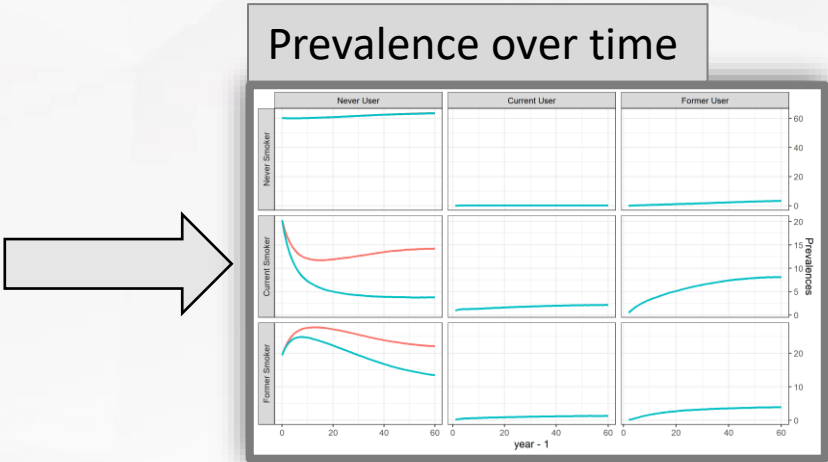 Prevalence over time
Never User
Current User
Former User
Never Smoker
60
40
20
0
Current Smoker
20
15
10
5
0
Prevalences
Former Smoker
20
10
0
0 20 40 60
0 20 40 60
0 20 40 60
year - 1